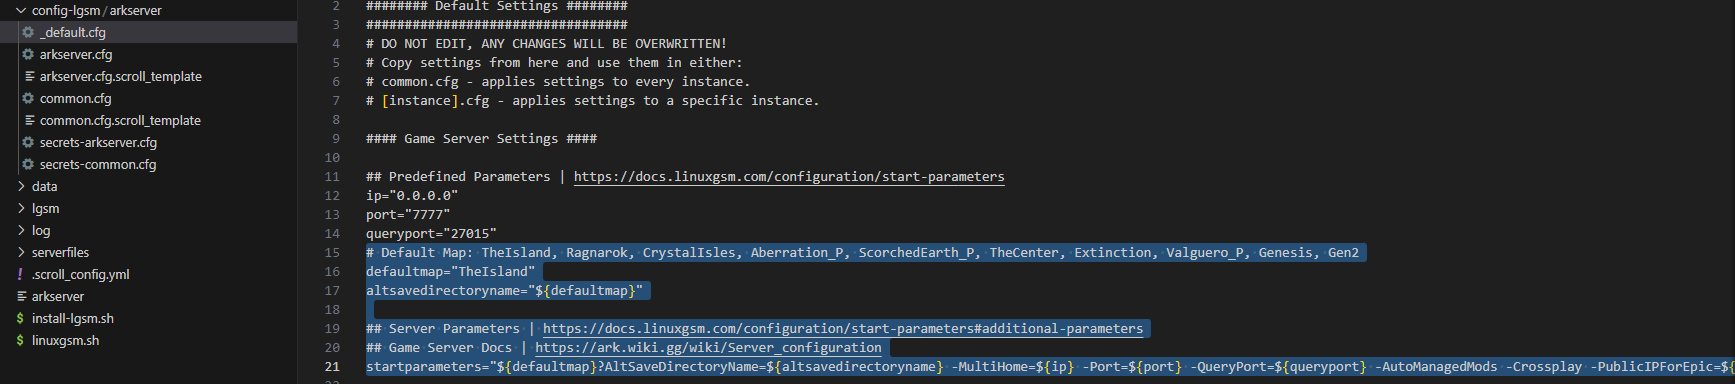 config-lgsm / arkserver
_default.cfg
arkserver.cfg
arkserver.cfg.scroll_template
common.cfg
common.cfg.scroll_template
secrets-arkserver.cfg
secrets-common.cfg
data
lgsm
log
serverfiles
.scroll_config.yml
arkserver
install-lgsm.sh
linuxgsm.sh
2 ######## Default Settings ########
3 ##################################
4 # DO NOT EDIT, ANY CHANGES WILL BE OVERWRITTEN!
5 # Copy settings from here and use them in either:
6 # common.cfg - applies settings to every instance.
7 # [instance].cfg - applies settings to a specific instance.
8
9 #### Game Server Settings ####
10
11 ## Predefined Parameters | https://docs.linuxgsm.com/configuration/start-parameters
12 ip="0.0.0.0"
13 port="7777"
14 queryport="27015"
15 # Default Map: TheIsland, Ragnarok, CrystalIsles, Aberration_P, ScorchedEarth_P, TheCenter, Extinction, Valguero_P, Genesis, Gen2
16 defaultmap="TheIsland"
17 altsavedirectoryname="${defaultmap}"
18
19 ## Server Parameters | https://docs.linuxgsm.com/configuration/start-parameters#additional-parameters
20 ## Game Server Docs | https://ark.wiki.gg/wiki/Server_configuration
21 startparameters="${defaultmap}?AltSaveDirectoryName=${altsavedirectoryname} -MultiHome=${ip} -Port=${port} -QueryPort=${queryport} -AutoManagedMods -Crossplay -PublicIPForEpic=${